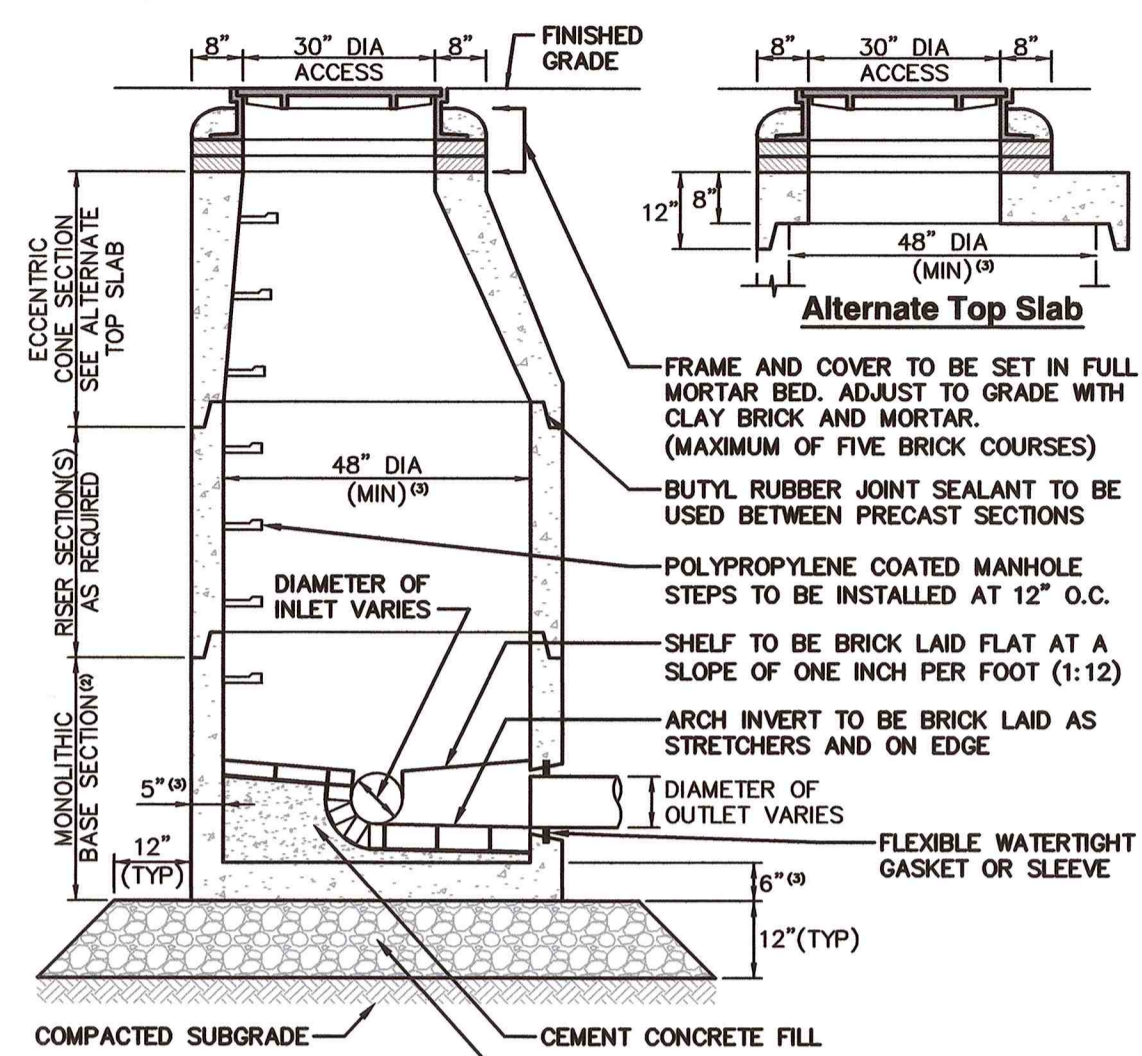 8" 30" DIA 8"
ACCESS
FINISHED
GRADE
8" 30" DIA 8"
ACCESS
12" 8"
48" DIA
(MIN)⁽³⁾
Alternate Top Slab
ECCENTRIC
CONE SECTION
SEE ALTERNATE
TOP SLAB
FRAME AND COVER TO BE SET IN FULL
MORTAR BED. ADJUST TO GRADE WITH
CLAY BRICK AND MORTAR.
(MAXIMUM OF FIVE BRICK COURSES)
RISER SECTION(S)
AS REQUIRED
48" DIA
(MIN)⁽³⁾
BUTYL RUBBER JOINT SEALANT TO BE
USED BETWEEN PRECAST SECTIONS
POLYPROPYLENE COATED MANHOLE
STEPS TO BE INSTALLED AT 12" O.C.
DIAMETER OF
INLET VARIES
SHELF TO BE BRICK LAID FLAT AT A
SLOPE OF ONE INCH PER FOOT (1:12)
MONOLITHIC
BASE SECTION⁽²⁾
ARCH INVERT TO BE BRICK LAID AS
STRETCHERS AND ON EDGE
5"⁽³⁾
DIAMETER OF
OUTLET VARIES
FLEXIBLE WATERTIGHT
GASKET OR SLEEVE
12"
(TYP)
6"⁽³⁾
12"(TYP)
COMPACTED SUBGRADE
CEMENT CONCRETE FILL